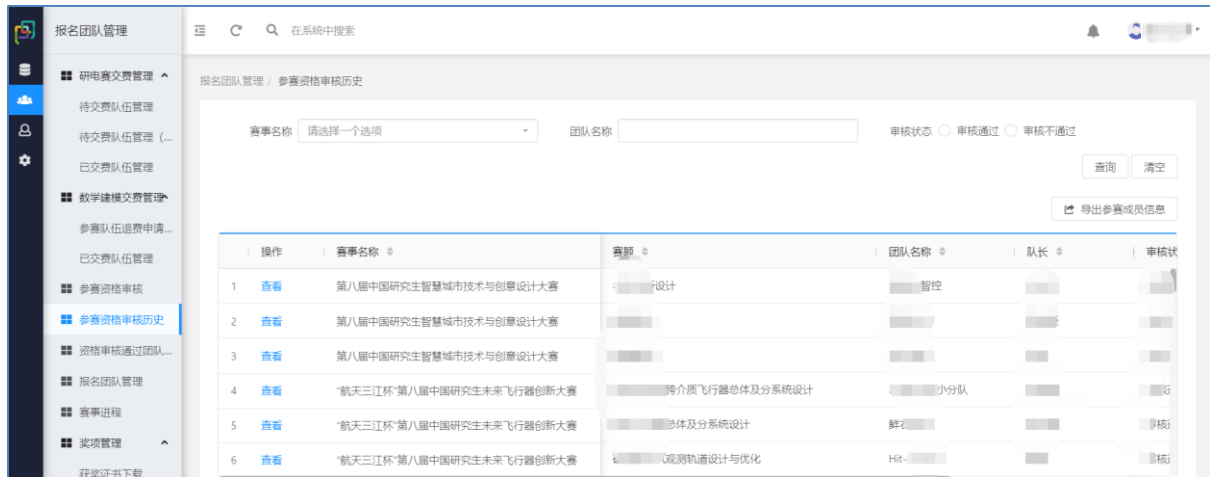 报名团队管理
在系统中搜索
研电赛交费管理
待交费队伍管理
待交费队伍管理（...
已交费队伍管理
数学建模交费管理
参赛队伍退费申请...
已交费队伍管理
参赛资格审核
参赛资格审核历史
资格审核通过团队...
报名团队管理
赛事进程
奖项管理
获奖证书下载
报名团队管理 / 参赛资格审核历史
赛事名称 请选择一个选项 团队名称 审核状态 审核通过 审核不通过
查询 清空
导出参赛成员信息
操作 赛事名称 赛题 团队名称 队长 审核状
1 查看 第八届中国研究生智慧城市技术与创意设计大赛 设计 智控
2 查看 第八届中国研究生智慧城市技术与创意设计大赛
3 查看 第八届中国研究生智慧城市技术与创意设计大赛
4 查看 “航天三江杯”第八届中国研究生未来飞行器创新大赛 跨介质飞行器总体及分系统设计 小分队
5 查看 “航天三江杯”第八届中国研究生未来飞行器创新大赛 总体及分系统设计 鲜
6 查看 “航天三江杯”第八届中国研究生未来飞行器创新大赛 观测轨道设计与优化 Hit- 核